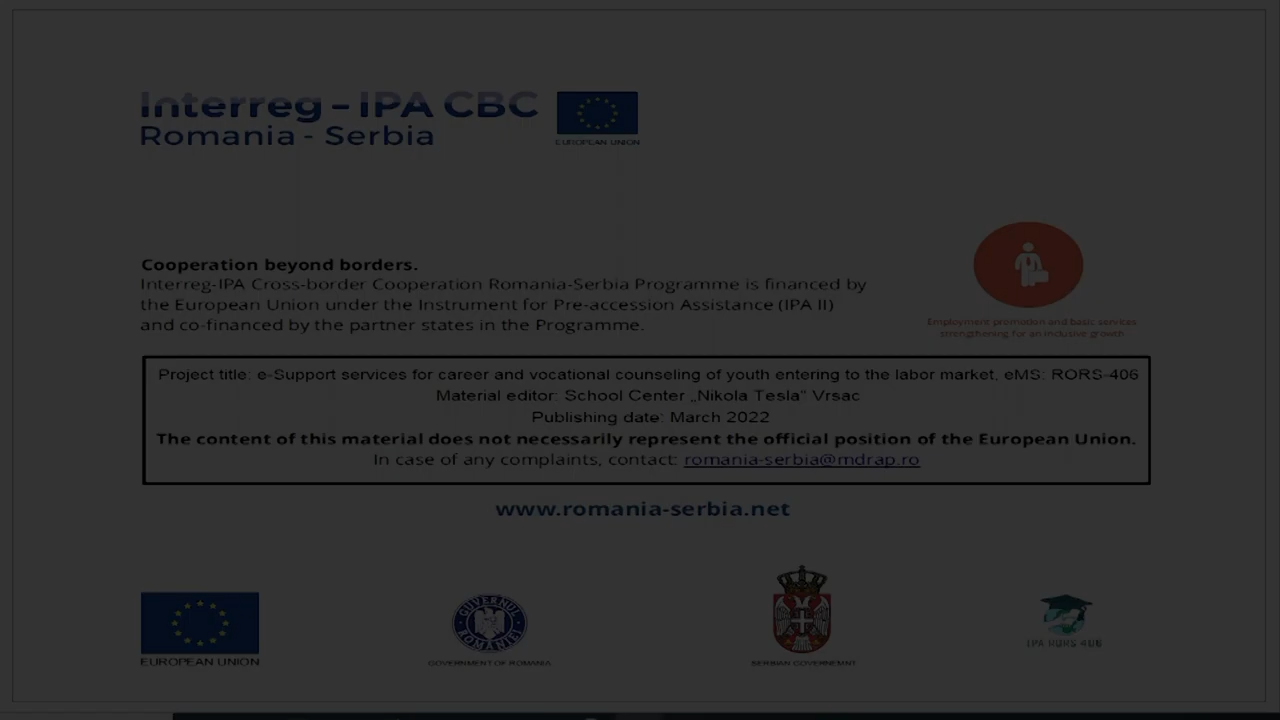 Interreg - IPA CBC
Romania - Serbia
EUROPEAN UNION
Cooperation beyond borders.
Interreg-IPA Cross-border Cooperation Romania-Serbia Programme is financed by
the European Union under the Instrument for Pre-accession Assistance (IPA II)
and co-financed by the partner states in the Programme.
Employment promotion and basic services
strengthening for an inclusive growth
Project title: e-Support services for career and vocational counseling of youth entering to the labor market, eMS: RORS-406
Material editor: School Center „Nikola Tesla" Vrsac
Publishing date: March 2022
The content of this material does not necessarily represent the official position of the European Union.
In case of any complaints, contact: romania-serbia@mdrap.ro
www.romania-serbia.net
GUVERNUL
ROMÂNIEI
IPA RORS 406
EUROPEAN UNION
GOVERNMENT OF ROMANIA
SERBIAN GOVERNEMNT